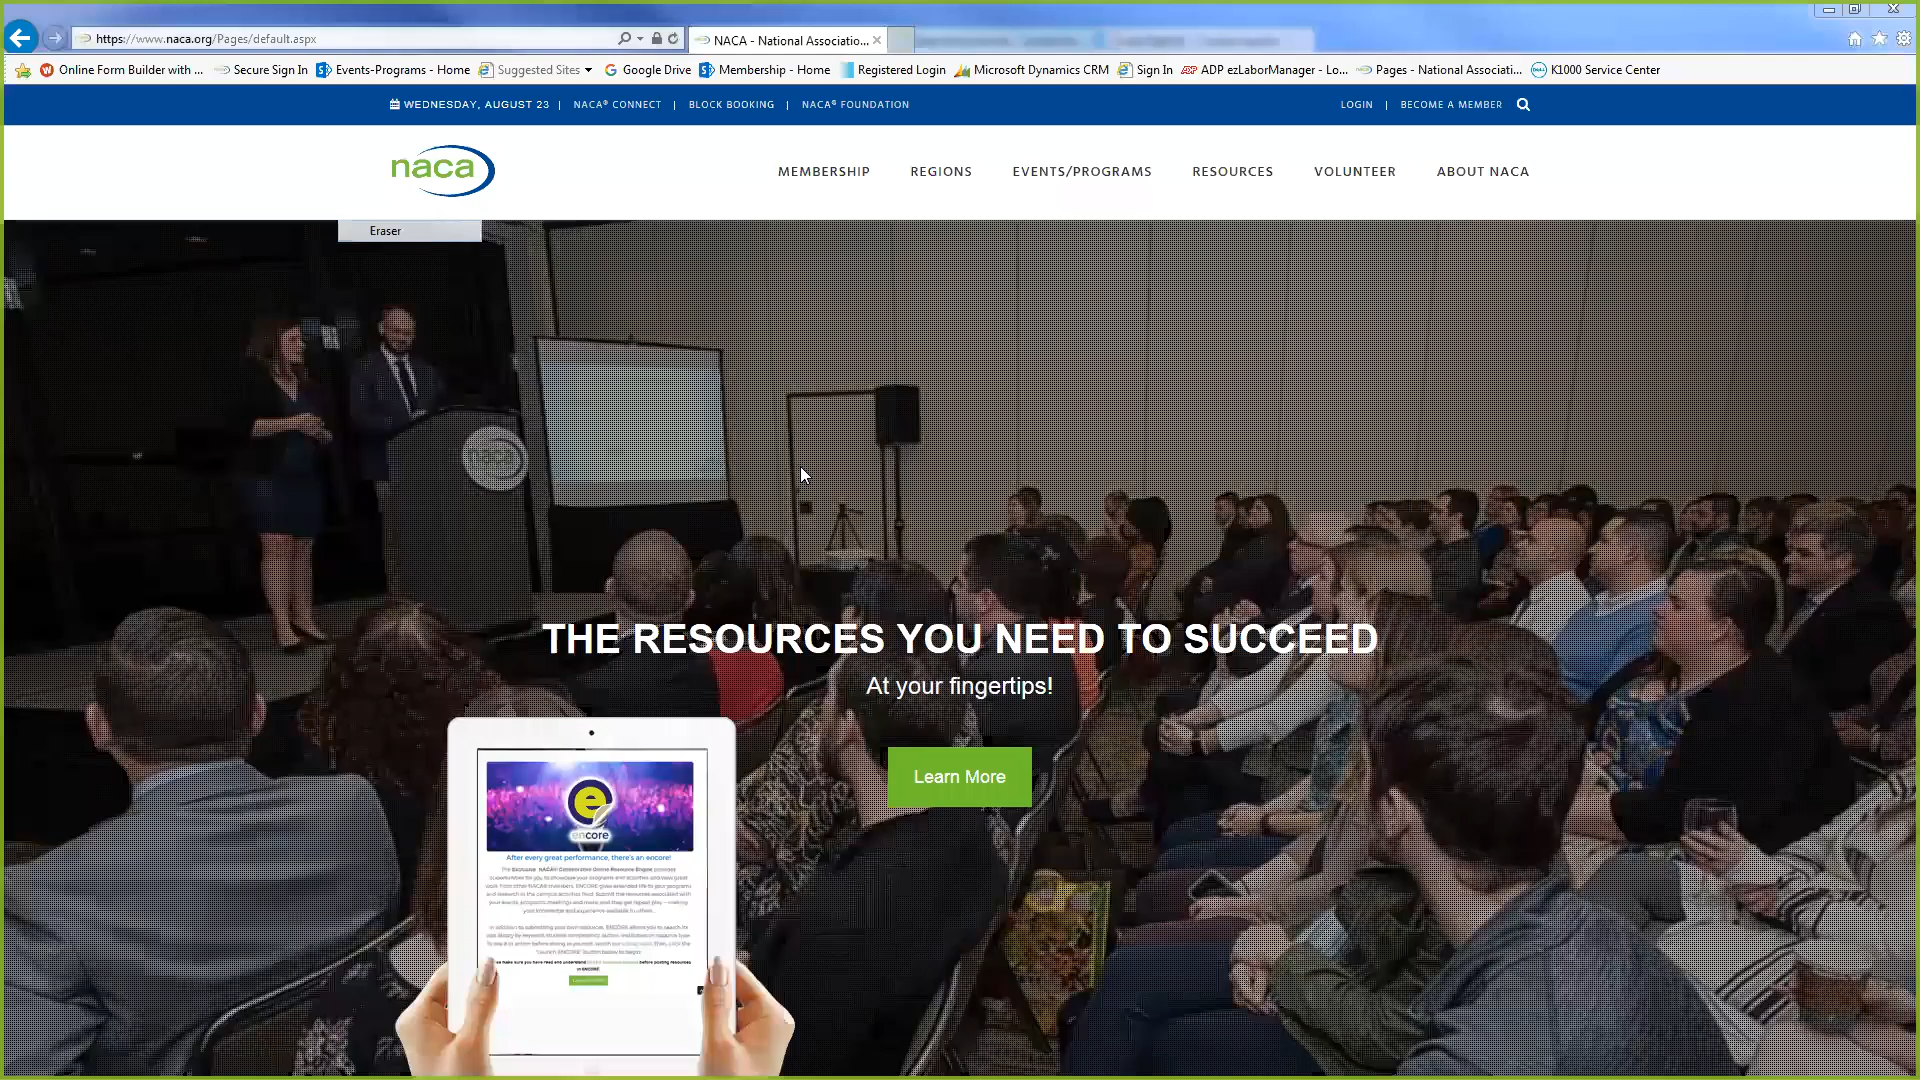 https://www.naca.org/Pages/default.aspx
NACA - National Associatio...
Online Form Builder with ... Secure Sign In Events-Programs - Home Suggested Sites Google Drive Membership - Home Registered Login Microsoft Dynamics CRM Sign In ADP ezLaborManager - Lo... Pages - National Associati... K1000 Service Center
WEDNESDAY, AUGUST 23 | NACA® CONNECT | BLOCK BOOKING | NACA® FOUNDATION LOGIN | BECOME A MEMBER
naca
MEMBERSHIP REGIONS EVENTS/PROGRAMS RESOURCES VOLUNTEER ABOUT NACA
Eraser
naca
THE RESOURCES YOU NEED TO SUCCEED
At your fingertips!
Learn More
e
encore
After every great performance, there's an encore!